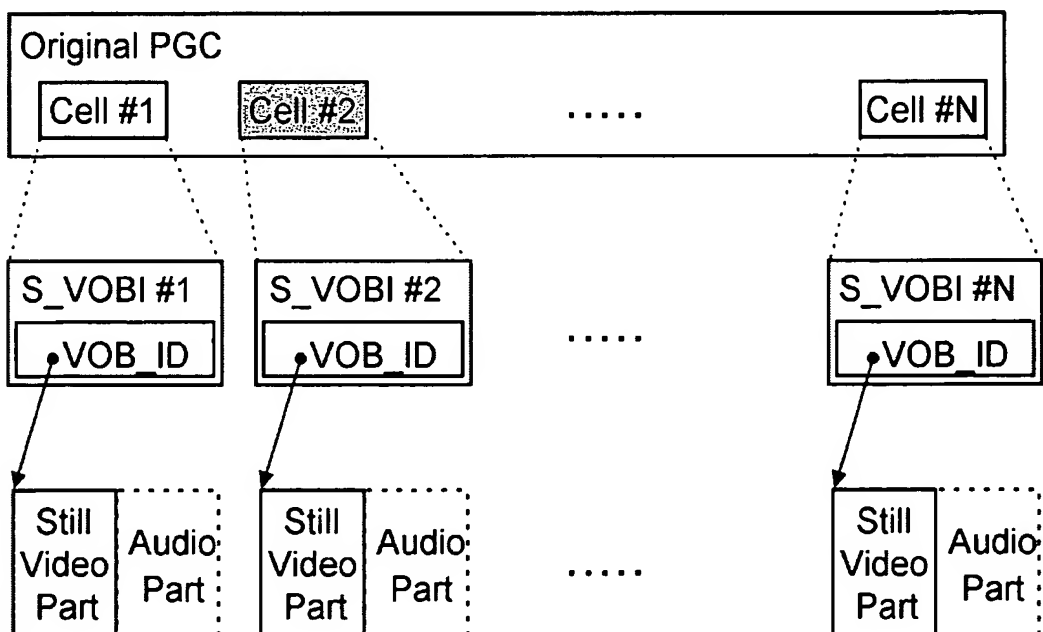 Original PGC
Cell #1 Cell #2 ..... Cell #N
S_VOBI #1 S_VOBI #2 S_VOBI #N
.....
VOB_ID VOB_ID VOB_ID
Still Video Part
Audio Part
Still Video Part
Audio Part
.....
Still Video Part
Audio Part